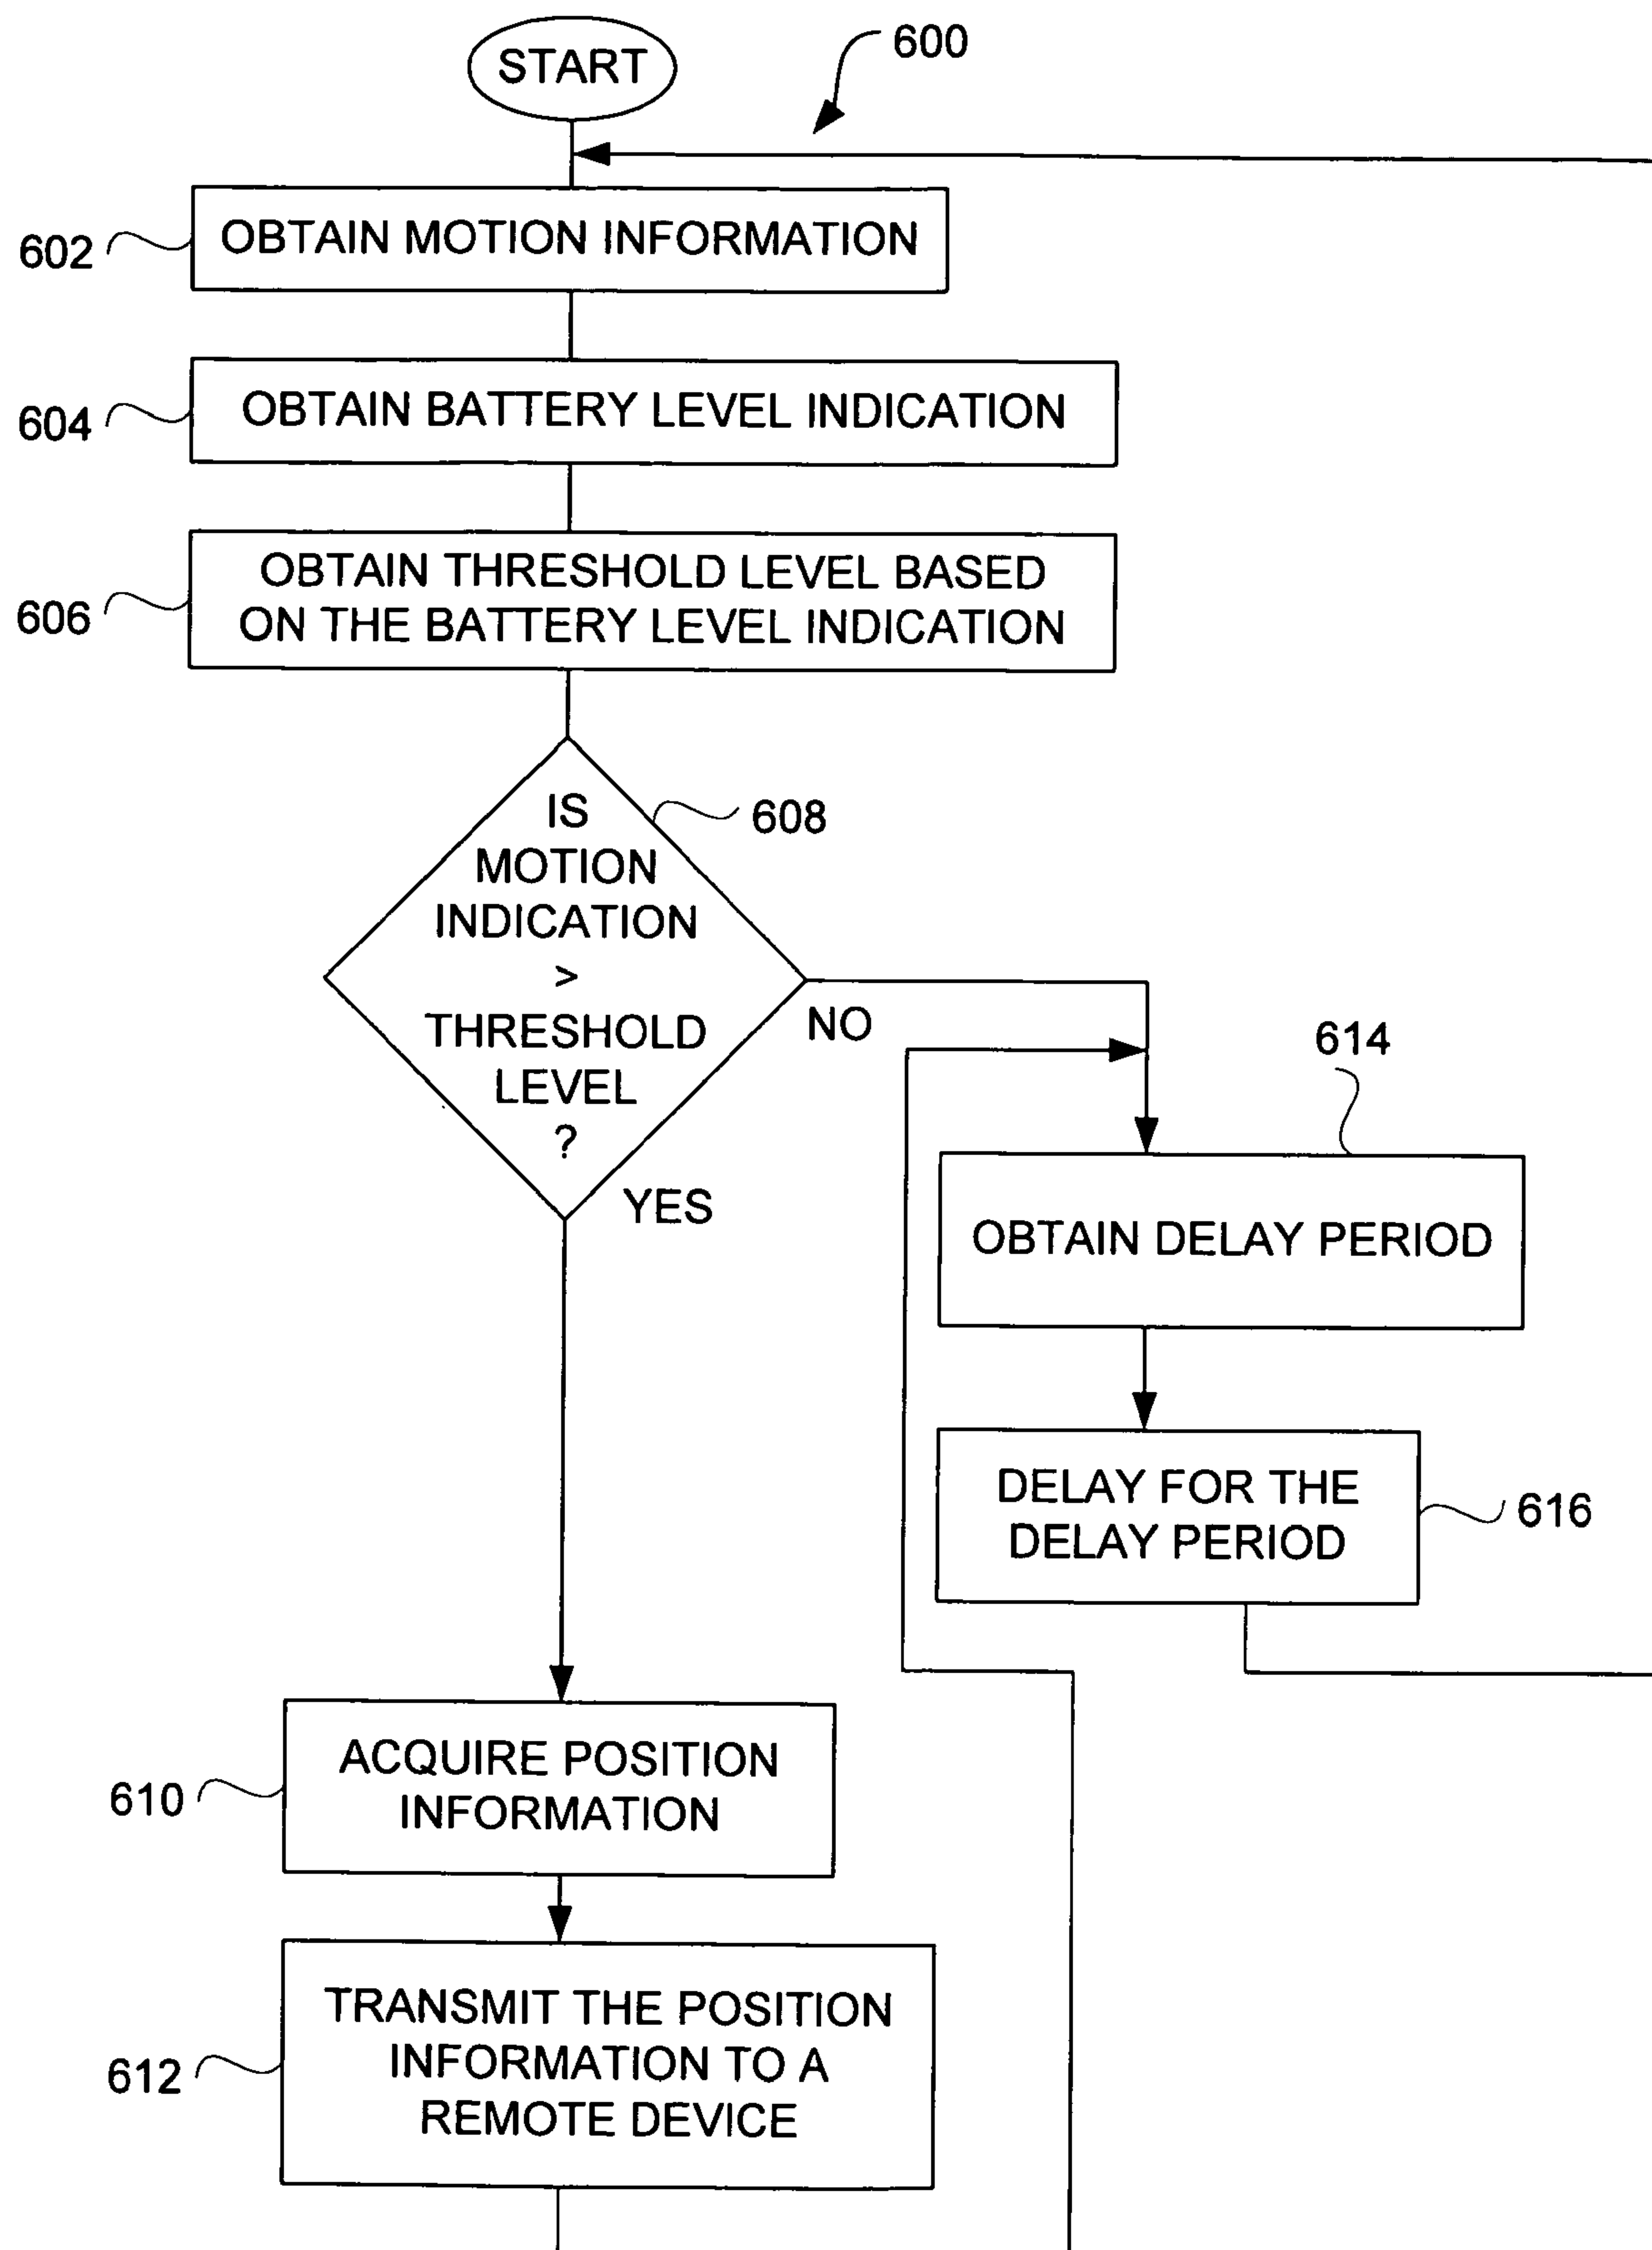 START
600
602
OBTAIN MOTION INFORMATION
604
OBTAIN BATTERY LEVEL INDICATION
606
OBTAIN THRESHOLD LEVEL BASED
ON THE BATTERY LEVEL INDICATION
608
IS
MOTION
INDICATION
>
THRESHOLD
LEVEL
?
NO
YES
614
OBTAIN DELAY PERIOD
DELAY FOR THE
DELAY PERIOD
616
610
ACQUIRE POSITION
INFORMATION
612
TRANSMIT THE POSITION
INFORMATION TO A
REMOTE DEVICE